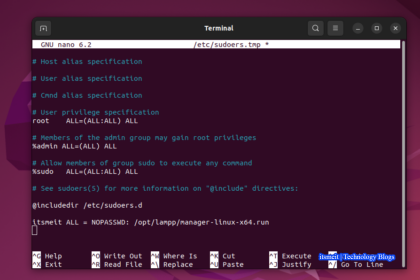 Terminal
GNU nano 6.2 /etc/sudoers.tmp *
# Host alias specification
# User alias specification
# Cmnd alias specification
# User privilege specification
root ALL=(ALL:ALL) ALL
# Members of the admin group may gain root privileges
%admin ALL=(ALL) ALL
# Allow members of group sudo to execute any command
%sudo ALL=(ALL:ALL) ALL
# See sudoers(5) for more information on "@include" directives:
@includedir /etc/sudoers.d
itsmeit ALL = NOPASSWD: /opt/lampp/manager-linux-x64.run
^G Help ^O Write Out ^W Where Is ^K Cut ^T Execute itsmeit | Technology Blogs
^X Exit ^R Read File ^\ Replace ^U Paste ^J Justify ^/ Go To Line